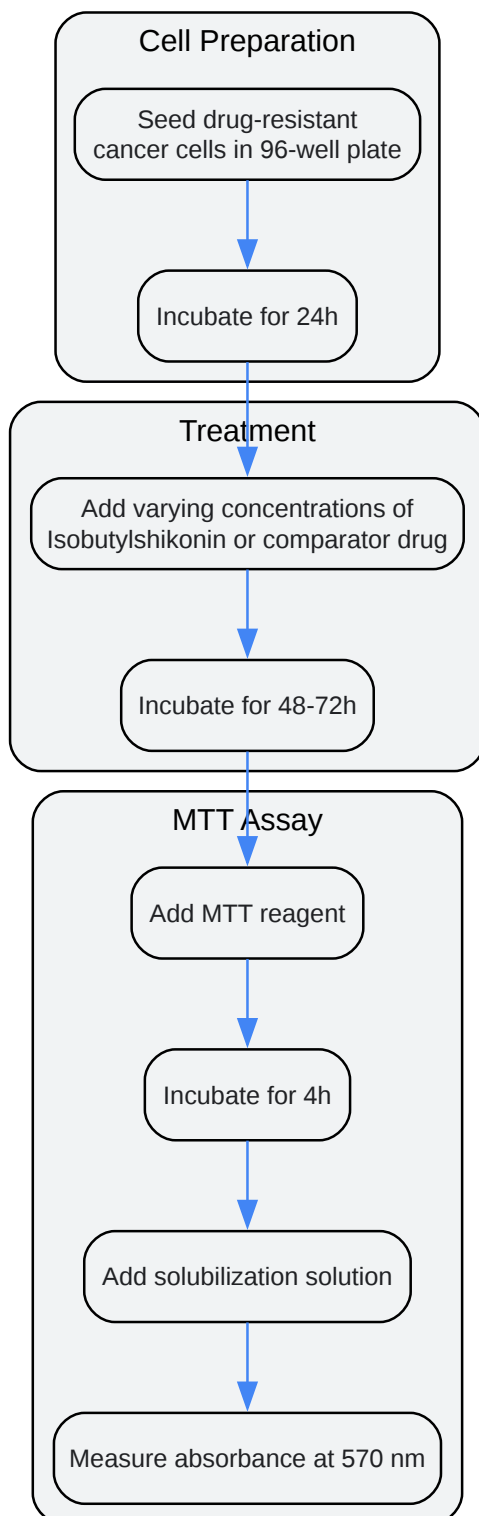 Cell Preparation
Seed drug-resistant
cancer cells in 96-well plate
Incubate for 24h
Treatment
Add varying concentrations of
Isobutylshikonin or comparator drug
Incubate for 48-72h
MTT Assay
Add MTT reagent
Incubate for 4h
Add solubilization solution
Measure absorbance at 570 nm